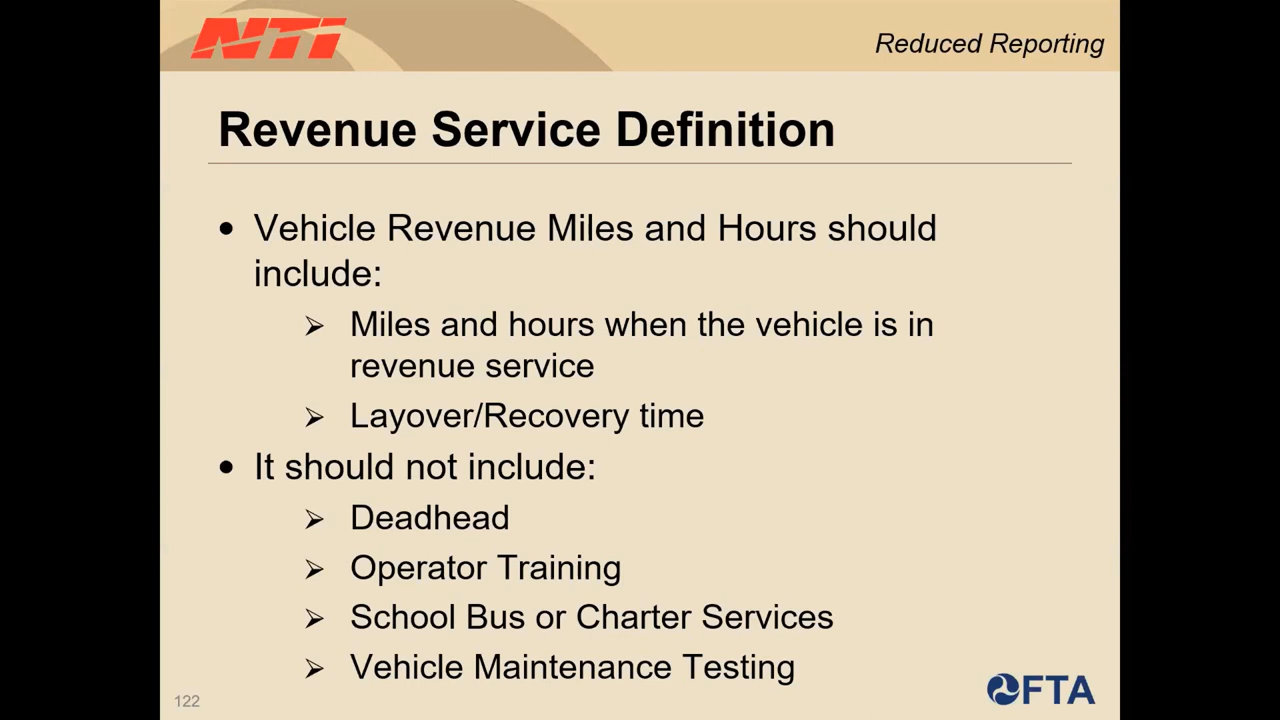 NTI
Reduced Reporting
Revenue Service Definition
• Vehicle Revenue Miles and Hours should
include:
➢ Miles and hours when the vehicle is in
revenue service
➢ Layover/Recovery time
• It should not include:
➢ Deadhead
➢ Operator Training
➢ School Bus or Charter Services
➢ Vehicle Maintenance Testing
122
FTA